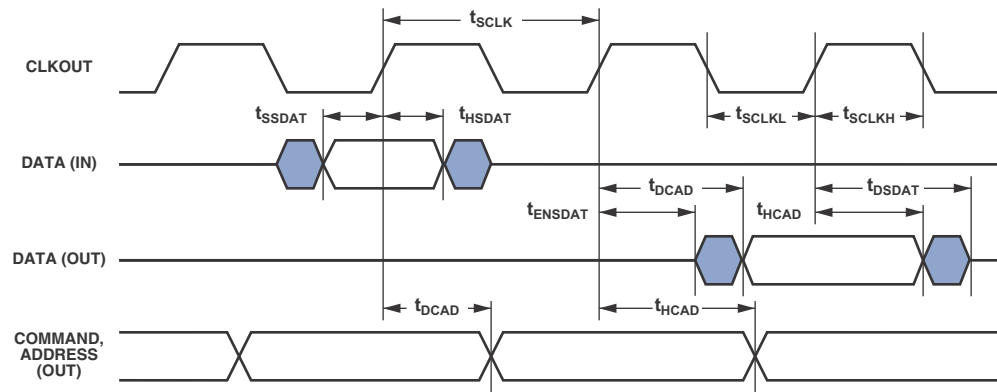 tSCLK
CLKOUT
tSSDAT
tHSDAT
tSCLKL
tSCLKH
DATA (IN)
tDCAD
tDSDAT
tENSDAT
tHCAD
DATA (OUT)
tDCAD
tHCAD
COMMAND,
ADDRESS
(OUT)